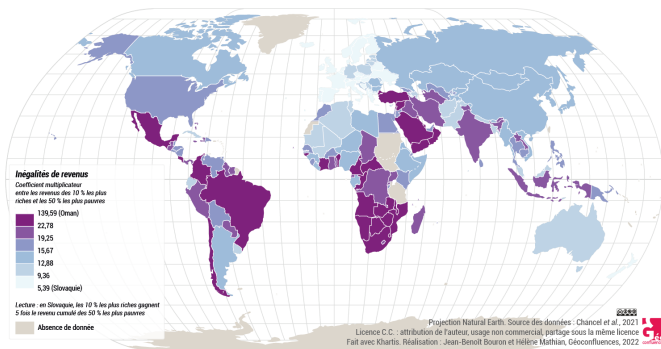 Inégalités de revenus
Coefficient multiplicateur
entre les revenus des 10 % les plus
riches et les 50 % les plus pauvres
139,59 (Oman)
22,78
19,25
15,67
12,88
9,36
5,39 (Slovaquie)
Lecture : en Slovaquie, les 10 % les plus riches gagnent
5 fois le revenu cumulé des 50 % les plus pauvres
Absence de donnée
Projection Natural Earth. Source des données : Chancel et al., 2021
Licence C.C. : attribution de l'auteur, usage non commercial, partage sous la même licence
Fait avec Khartis. Réalisation : Jean-Benoît Bouron et Hélène Mathian, Géoconfluences, 2022